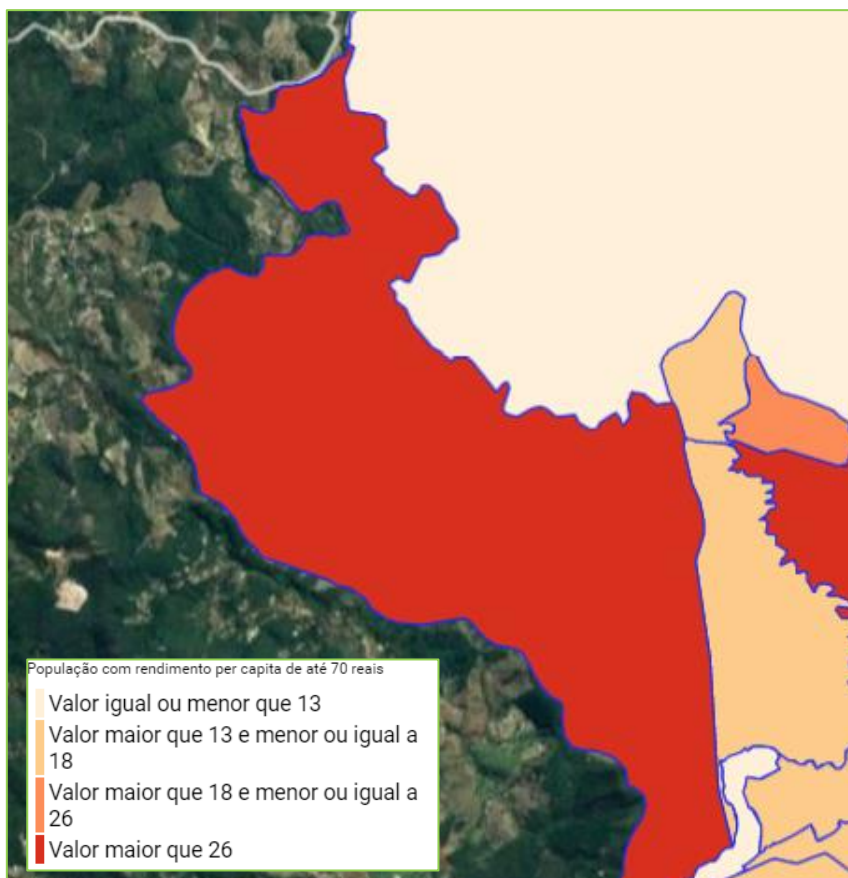 População com rendimento per capita de até 70 reais
Valor igual ou menor que 13
Valor maior que 13 e menor ou igual a
18
Valor maior que 18 e menor ou igual a
26
Valor maior que 26